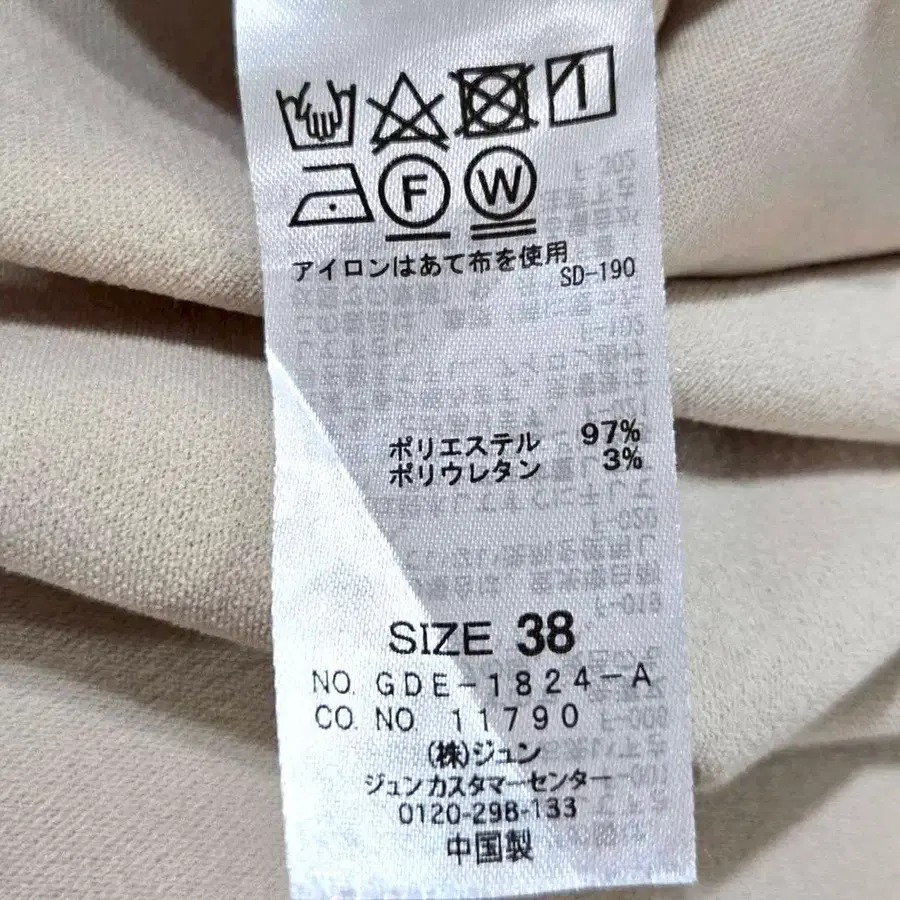 F
W
アイロンはあて布を使用
SD-190
ポリエステル 97%
ポリウレタン 3%
SIZE 38
NO. GDE-1824-A
CO. NO 11790
(株)ジュン
ジュンカスタマーセンター
0120-298-133
中国製